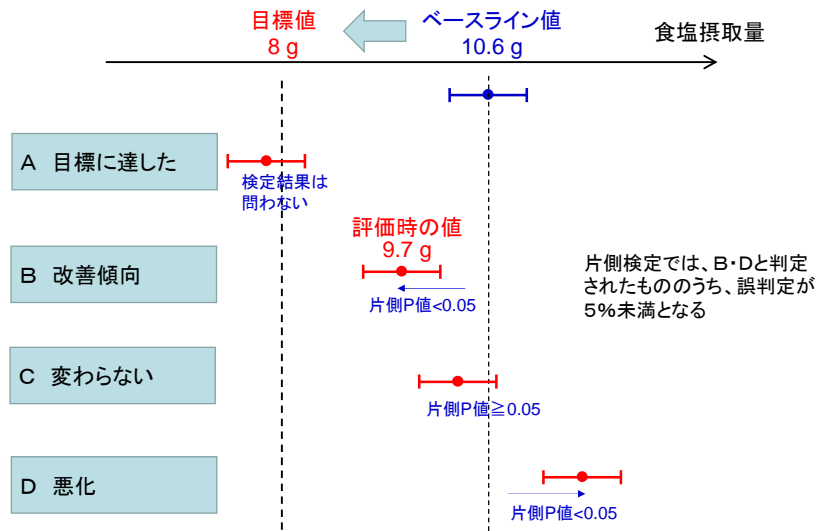 目標値
8 g
ベースライン値
10.6 g
食塩摂取量
A 目標に達した
検定結果は
問わない
評価時の値
9.7 g
B 改善傾向
片側P値<0.05
片側検定では、B・Dと判定
されたもののうち、誤判定が
5%未満となる
C 変わらない
片側P値≧0.05
D 悪化
片側P値<0.05